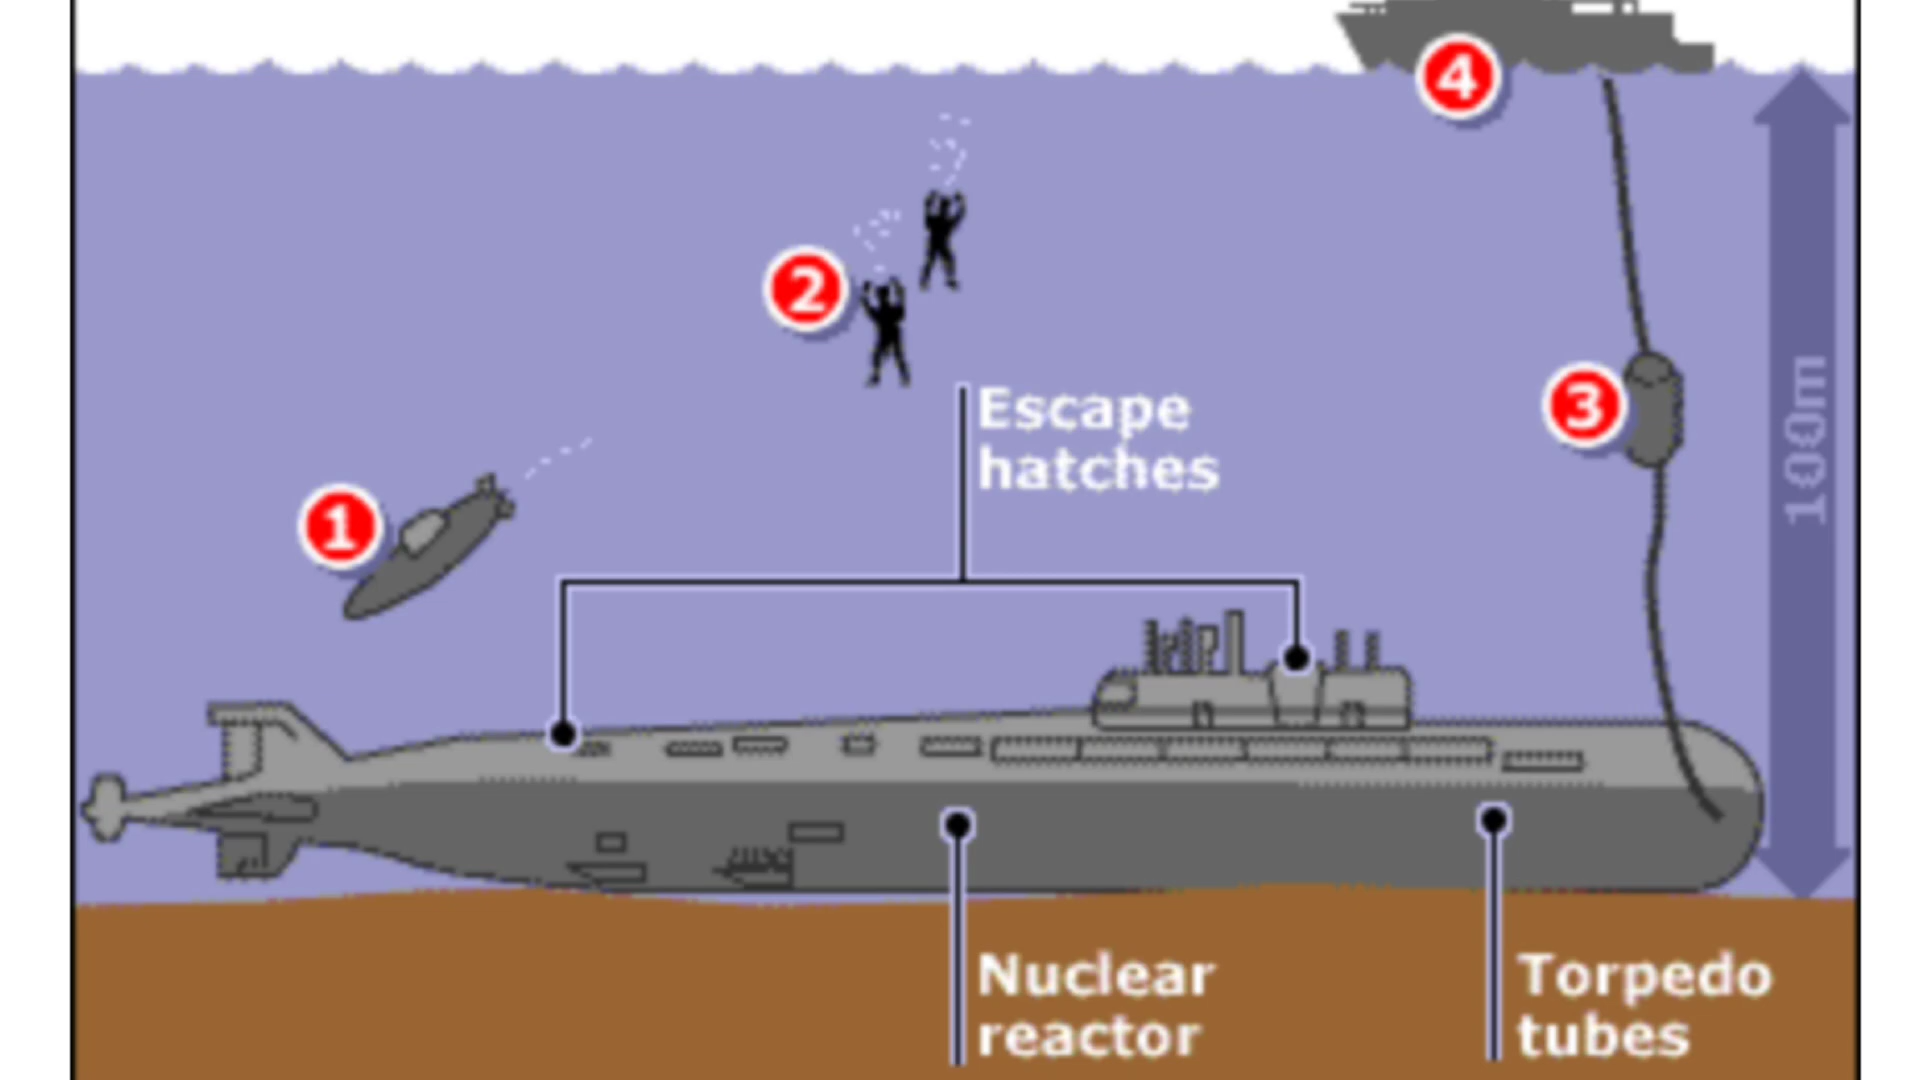 4
2
3
Escape
hatches
100m
1
Nuclear
reactor
Torpedo
tubes